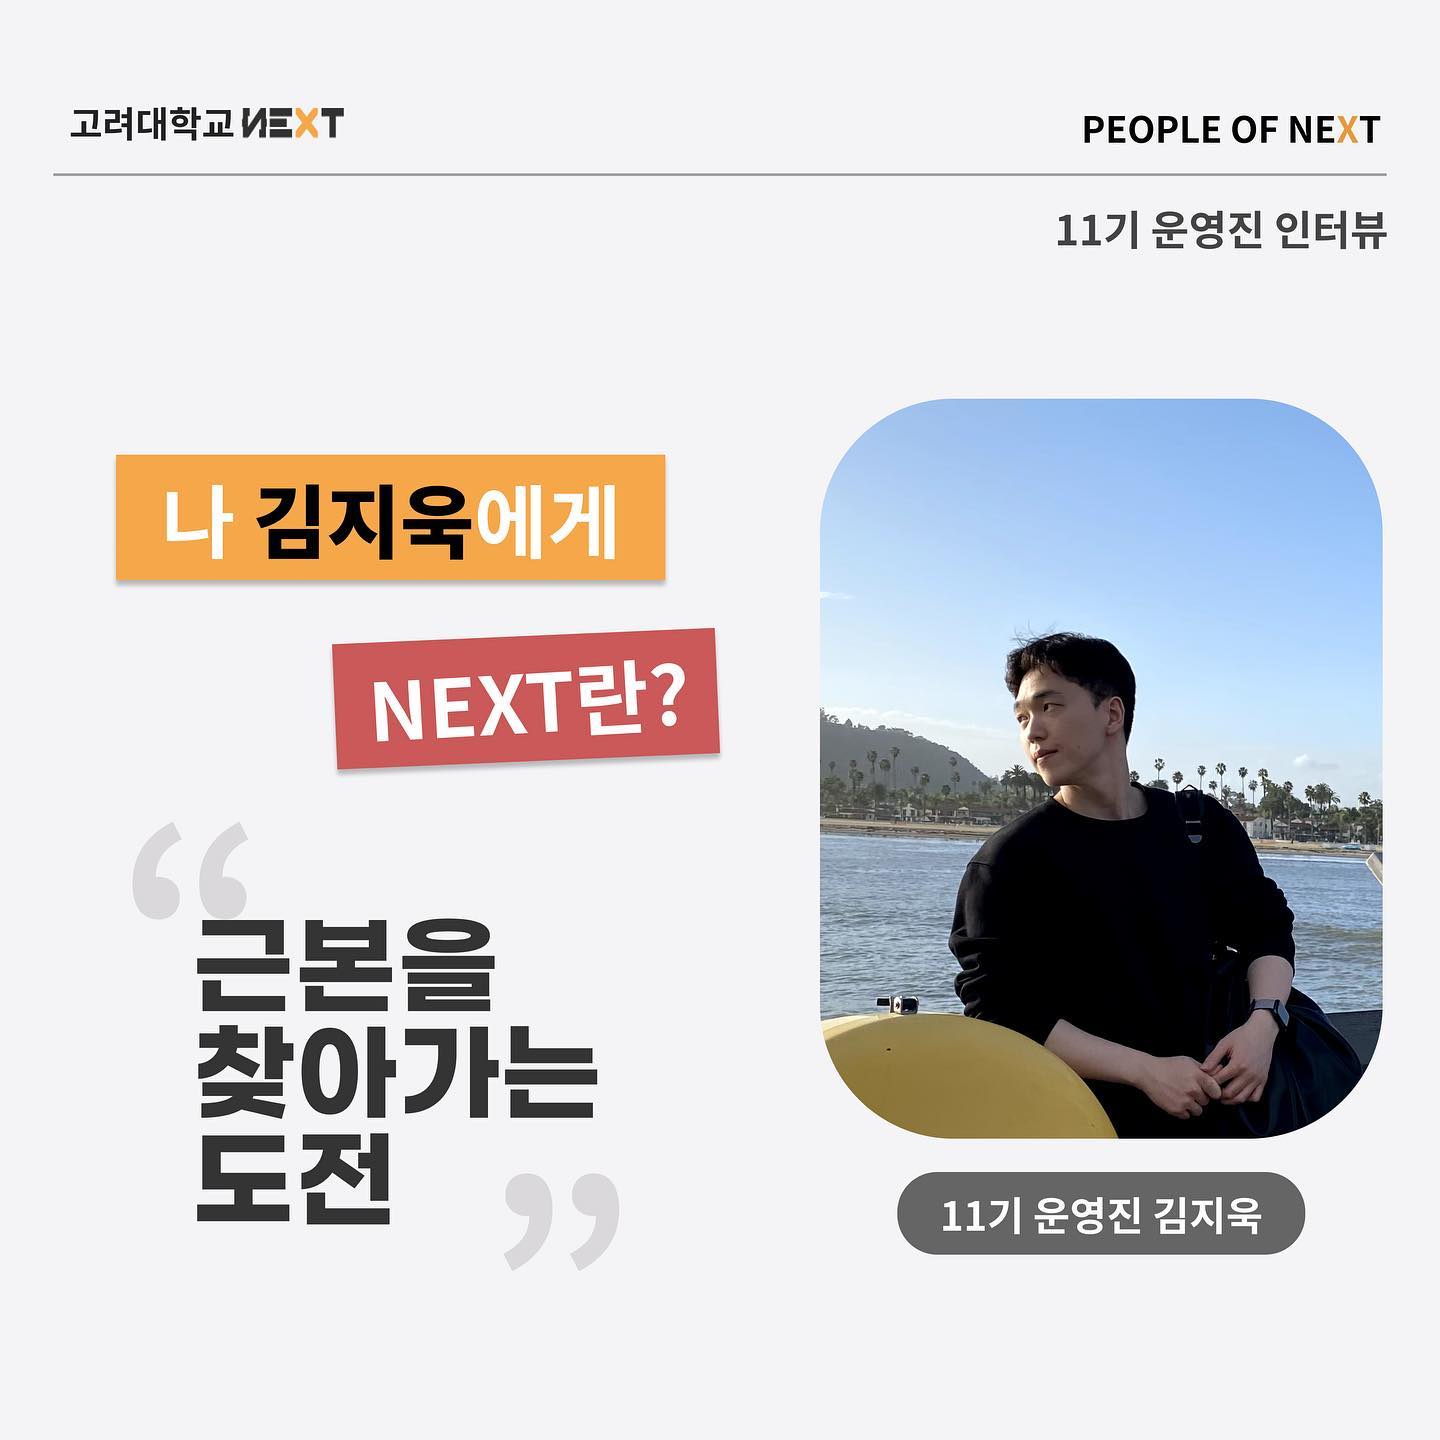 고려대학교 NEXT
PEOPLE OF NEXT
11기 운영진 인터뷰
나 김지욱에게
NEXT란?
“근본을
찾아가는
도전”
11기 운영진 김지욱